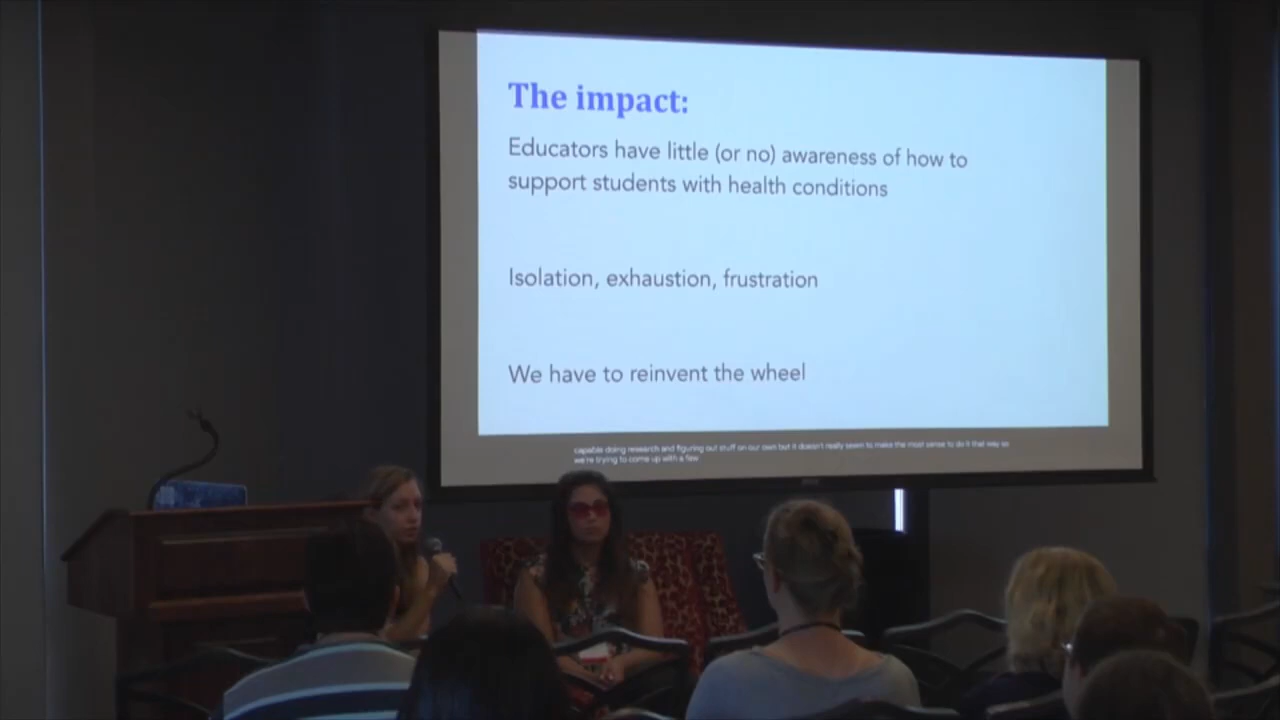 The impact:
Educators have little (or no) awareness of how to
support students with health conditions
Isolation, exhaustion, frustration
We have to reinvent the wheel
capable doing research and figuring out stuff on our own but it doesn't really seem to make the most sense to do it that way so
we're trying to come up with a few